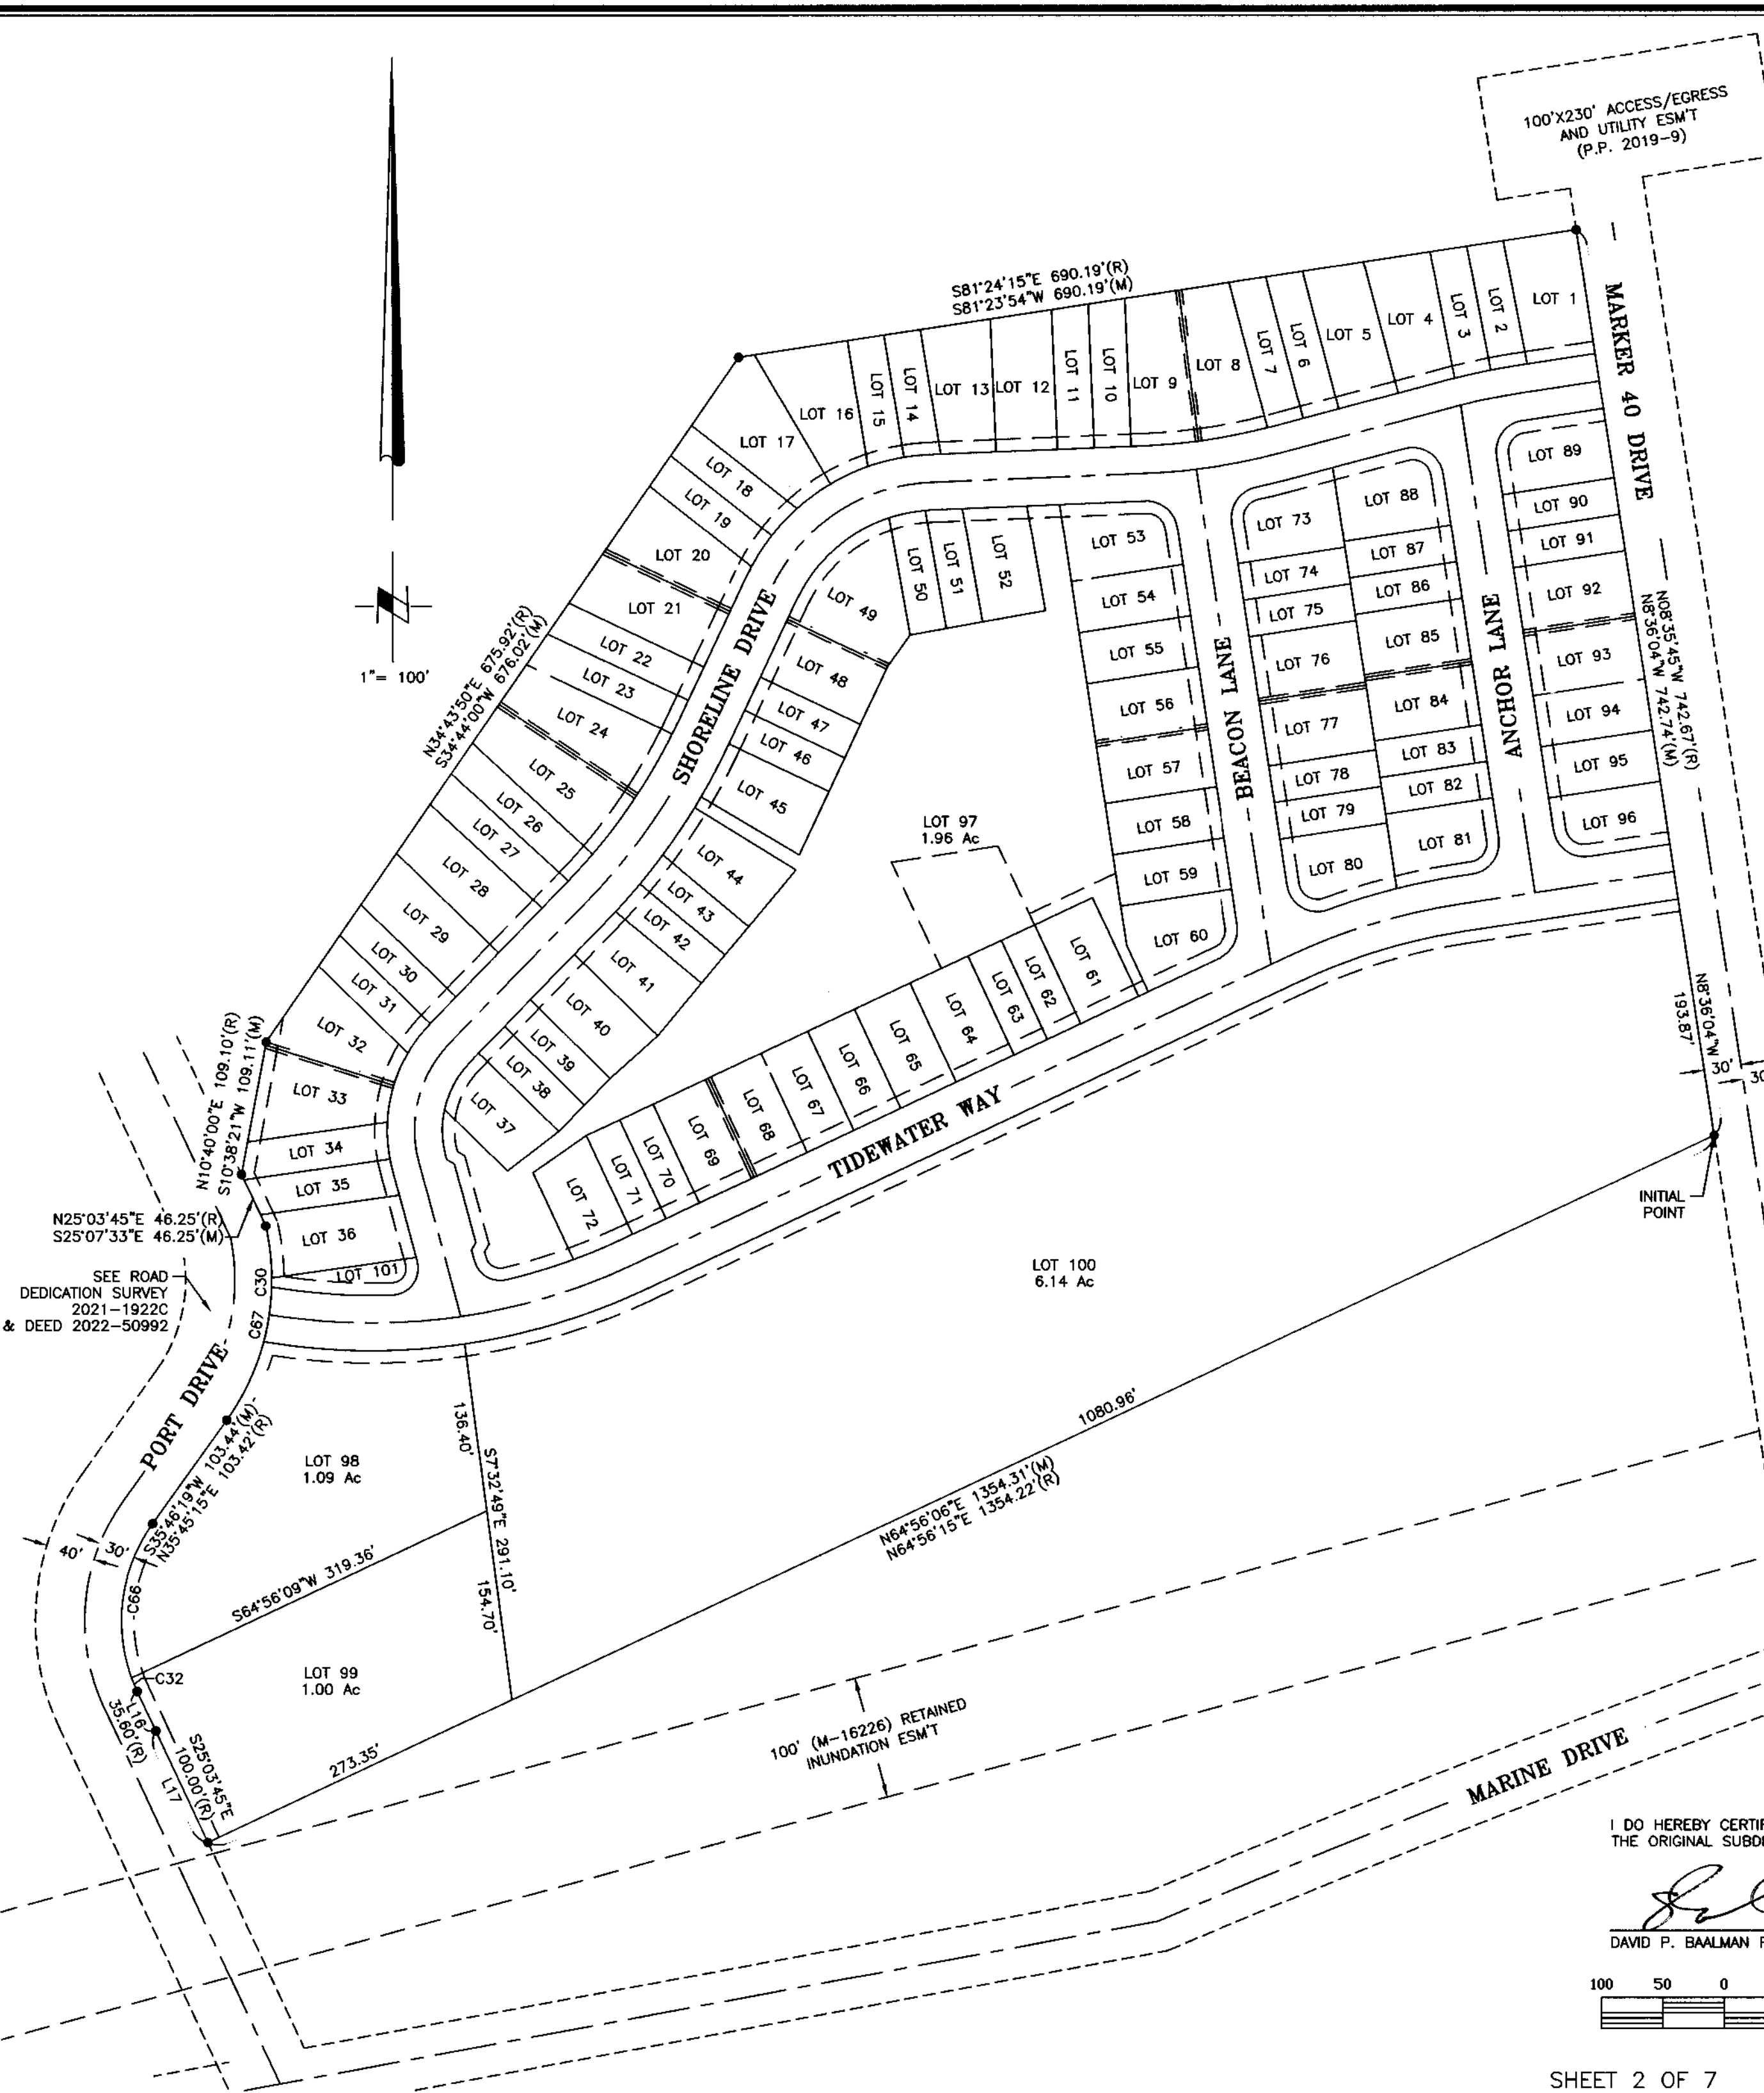 100'X230' ACCESS/EGRESS
AND UTILITY ESM'T
(P.P. 2019-9)
S81°24'15"E 690.19'(R)
S81°23'54"W 690.19'(M)
LOT 1
LOT 2
LOT 3
LOT 4
LOT 5
LOT 6
LOT 7
LOT 8
LOT 9
LOT 10
LOT 11
LOT 12
LOT 13
LOT 14
LOT 15
LOT 16
LOT 17
LOT 18
LOT 19
LOT 20
LOT 21
LOT 22
LOT 23
LOT 24
LOT 25
LOT 26
LOT 27
LOT 28
LOT 29
LOT 30
LOT 31
LOT 32
LOT 33
LOT 34
LOT 35
LOT 36
LOT 101
MARKER 40 DRIVE
N08°35'45"W 742.67'(R)
N8°36'04"W 742.74'(M)
1"= 100'
N
N34°43'50"E 675.92'(R)
S34°44'00"W 676.02'(M)
SHORELINE DRIVE
LOT 50
LOT 51
LOT 52
LOT 49
LOT 48
LOT 47
LOT 46
LOT 45
LOT 44
LOT 43
LOT 42
LOT 41
LOT 40
LOT 39
LOT 38
LOT 37
LOT 53
LOT 54
LOT 55
LOT 56
LOT 57
LOT 58
LOT 59
LOT 60
BEACON LANE
LOT 73
LOT 74
LOT 75
LOT 76
LOT 77
LOT 78
LOT 79
LOT 80
LOT 88
LOT 87
LOT 86
LOT 85
LOT 84
LOT 83
LOT 82
LOT 81
ANCHOR LANE
LOT 89
LOT 90
LOT 91
LOT 92
LOT 93
LOT 94
LOT 95
LOT 96
LOT 97
1.96 Ac
LOT 61
LOT 62
LOT 63
LOT 64
LOT 65
LOT 66
LOT 67
LOT 68
LOT 69
LOT 70
LOT 71
LOT 72
TIDEWATER WAY
N8°36'04"W
193.87'
30'
30
INITIAL
POINT
N10°40'00"E 109.10'(R)
S10°38'21"W 109.11'(M)
N25°03'45"E 46.25'(R)
S25°07'33"E 46.25'(M)
SEE ROAD
DEDICATION SURVEY
2021-1922C
& DEED 2022-50992
C30
C67
PORT DRIVE
S35°46'19"W 103.44'(M)
N35°45'15"E 103.42'(R)
40'
30'
C66
C32
L16
35.60'(R)
L17
S25°03'45"E
100.00'(R)
LOT 98
1.09 Ac
136.40'
S7°32'49"E 291.10'
154.70'
S64°56'09"W 319.36'
LOT 99
1.00 Ac
273.35'
LOT 100
6.14 Ac
1080.96'
N64°56'06"E 1354.31'(M)
N64°56'15"E 1354.22'(R)
100' (M-16226) RETAINED
INUNDATION ESM'T
MARINE DRIVE
I DO HEREBY CERTIF
THE ORIGINAL SUBD
DAVID P. BAALMAN P
100 50 0
SHEET 2 OF 7